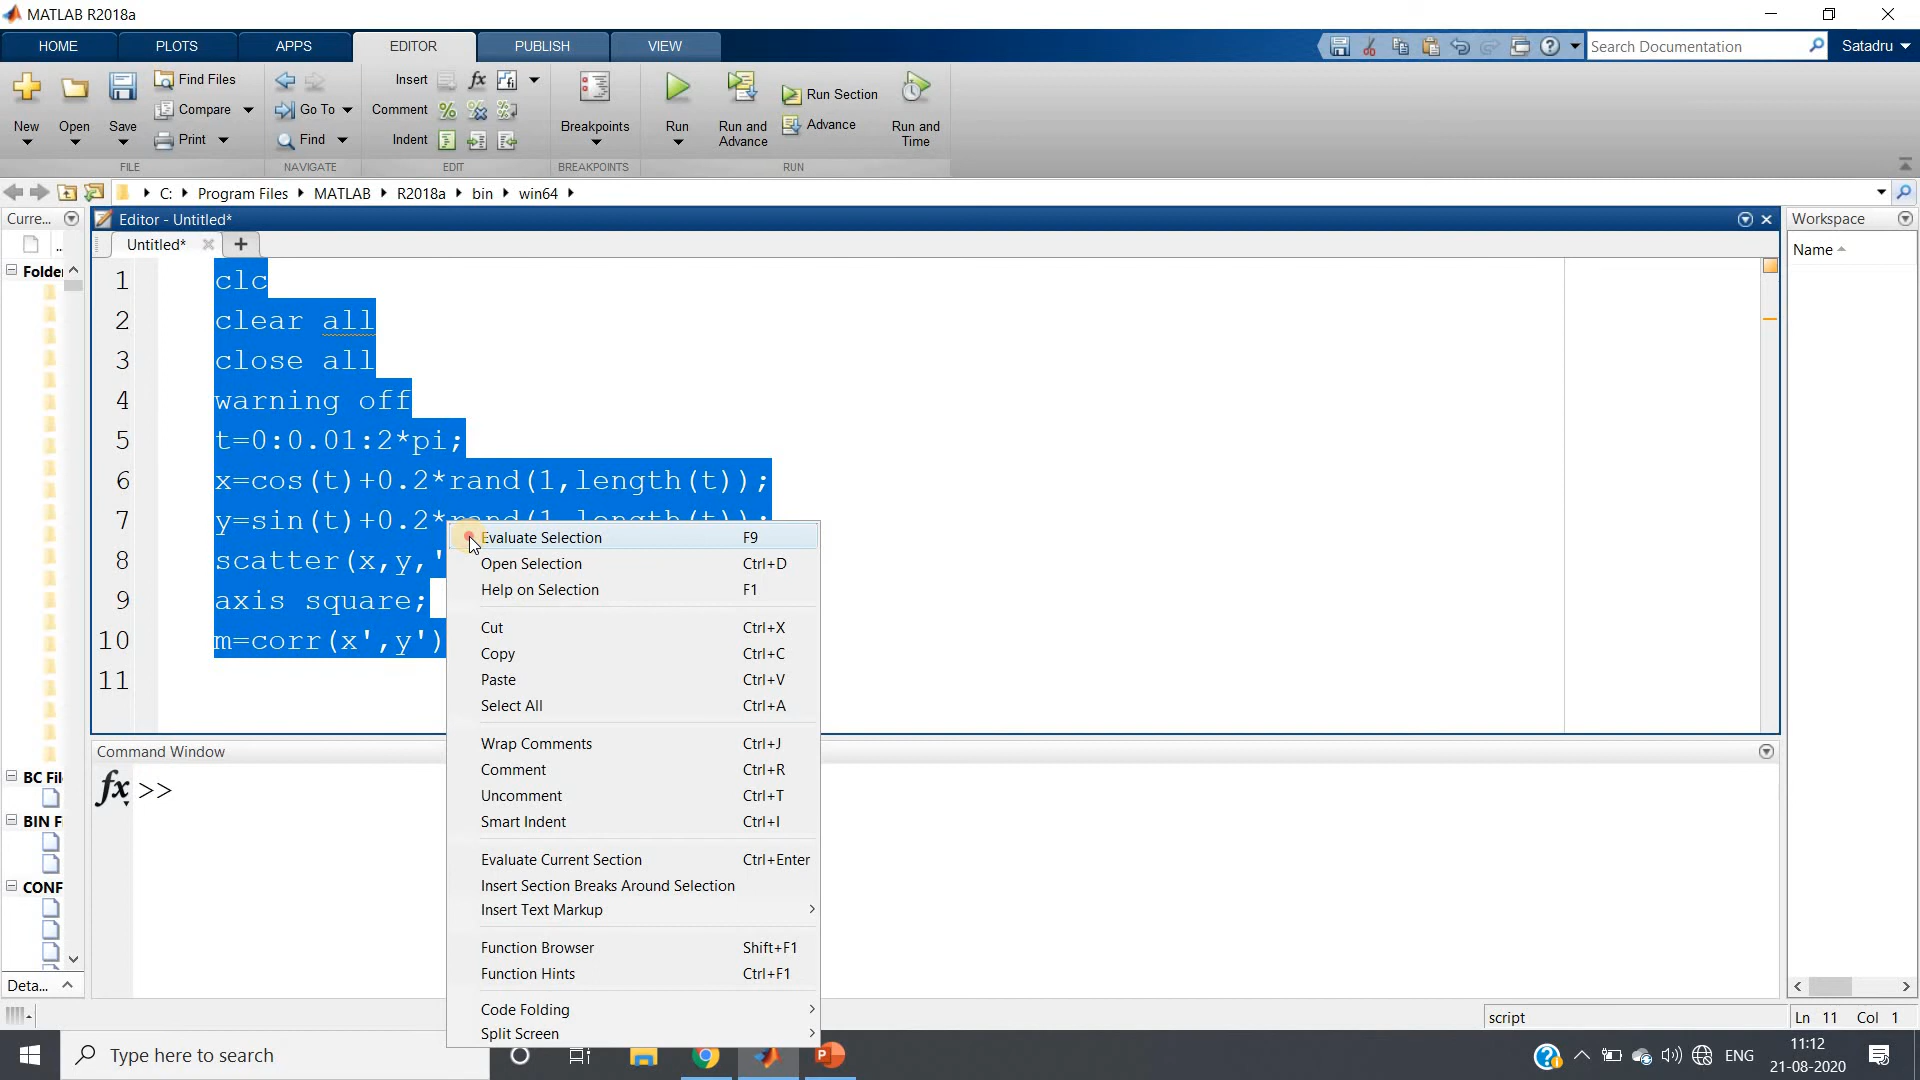 MATLAB R2018a
HOME PLOTS APPS EDITOR PUBLISH VIEW
Search Documentation
Satadru
New Open Save Find Files
Compare
Print
FILE
Go To
Find
NAVIGATE
Insert fx
Comment
Indent
EDIT
Breakpoints
BREAKPOINTS
Run
Run and Advance
Run Section
Advance
Run and Time
RUN
C: Program Files MATLAB R2018a bin win64
Curre...
..
Folde
BC Fil
BIN F
CONF
Deta...
Editor - Untitled*
Untitled*
1 clc
2 clear all
3 close all
4 warning off
5 t=0:0.01:2*pi;
6 x=cos(t)+0.2*rand(1,length(t));
7 y=sin(t)+0.2*rand(1,length(t));
8 scatter(x,y,'
9 axis square;
10 m=corr(x',y')
11
Evaluate Selection F9
Open Selection Ctrl+D
Help on Selection F1
Cut Ctrl+X
Copy Ctrl+C
Paste Ctrl+V
Select All Ctrl+A
Wrap Comments Ctrl+J
Comment Ctrl+R
Uncomment Ctrl+T
Smart Indent Ctrl+I
Evaluate Current Section Ctrl+Enter
Insert Section Breaks Around Selection
Insert Text Markup
Function Browser Shift+F1
Function Hints Ctrl+F1
Code Folding
Split Screen
Command Window
fx >>
Workspace
Name
script
Ln 11 Col 1
Type here to search
ENG
11:12
21-08-2020